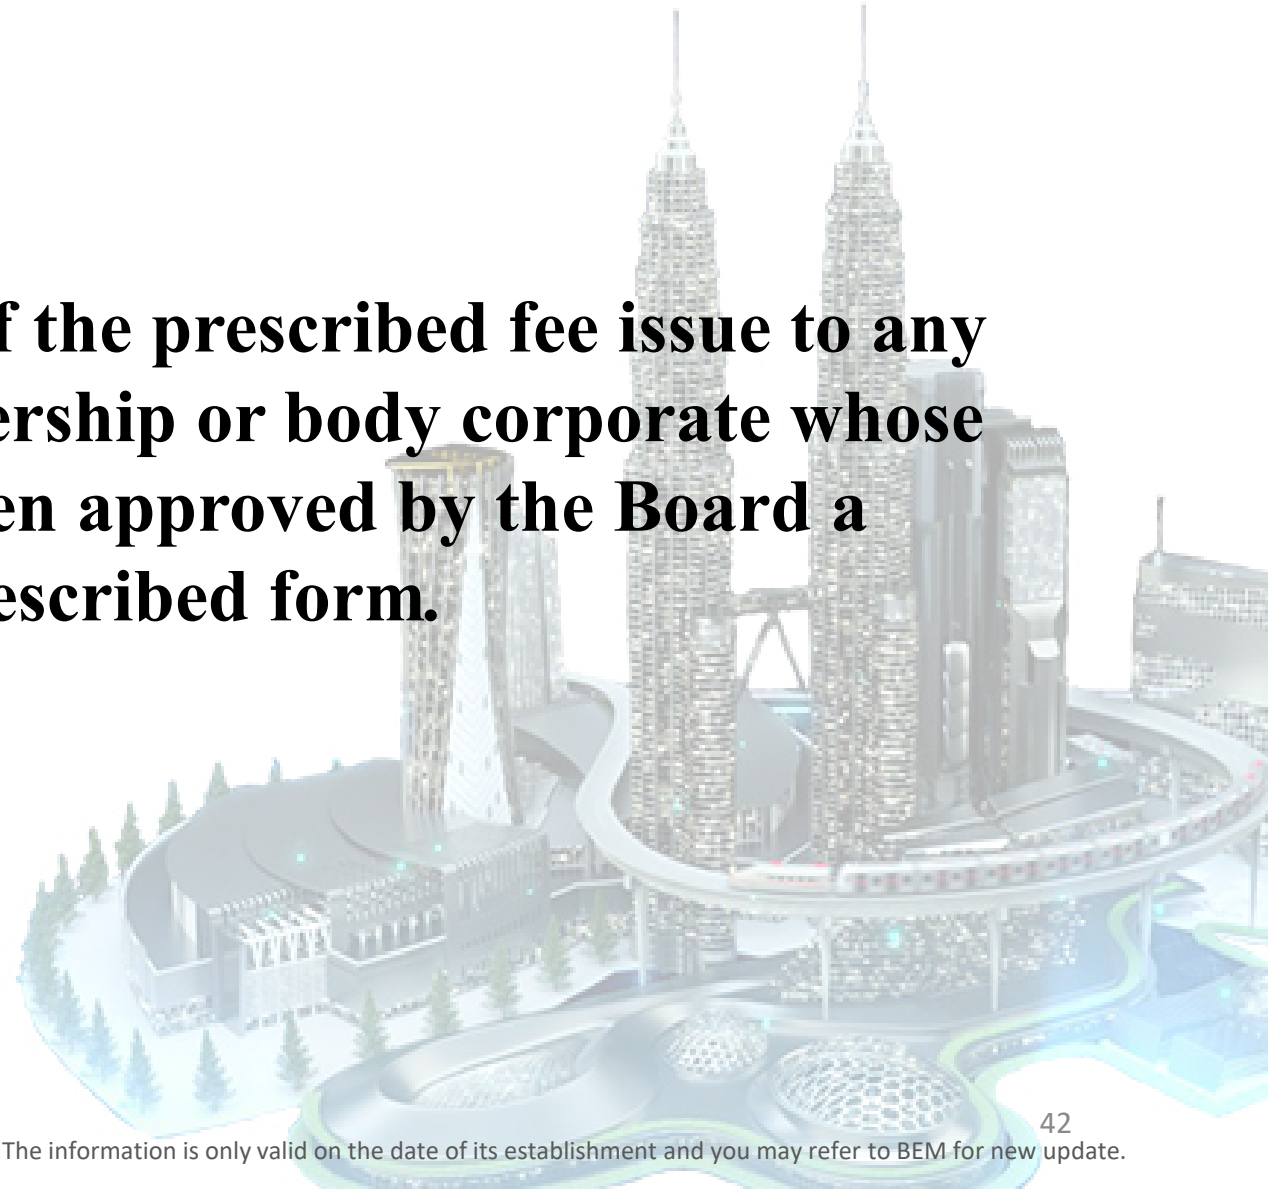 f the prescribed fee issue to any
ership or body corporate whose
en approved by the Board a
escribed form.
42
The information is only valid on the date of its establishment and you may refer to BEM for new update.